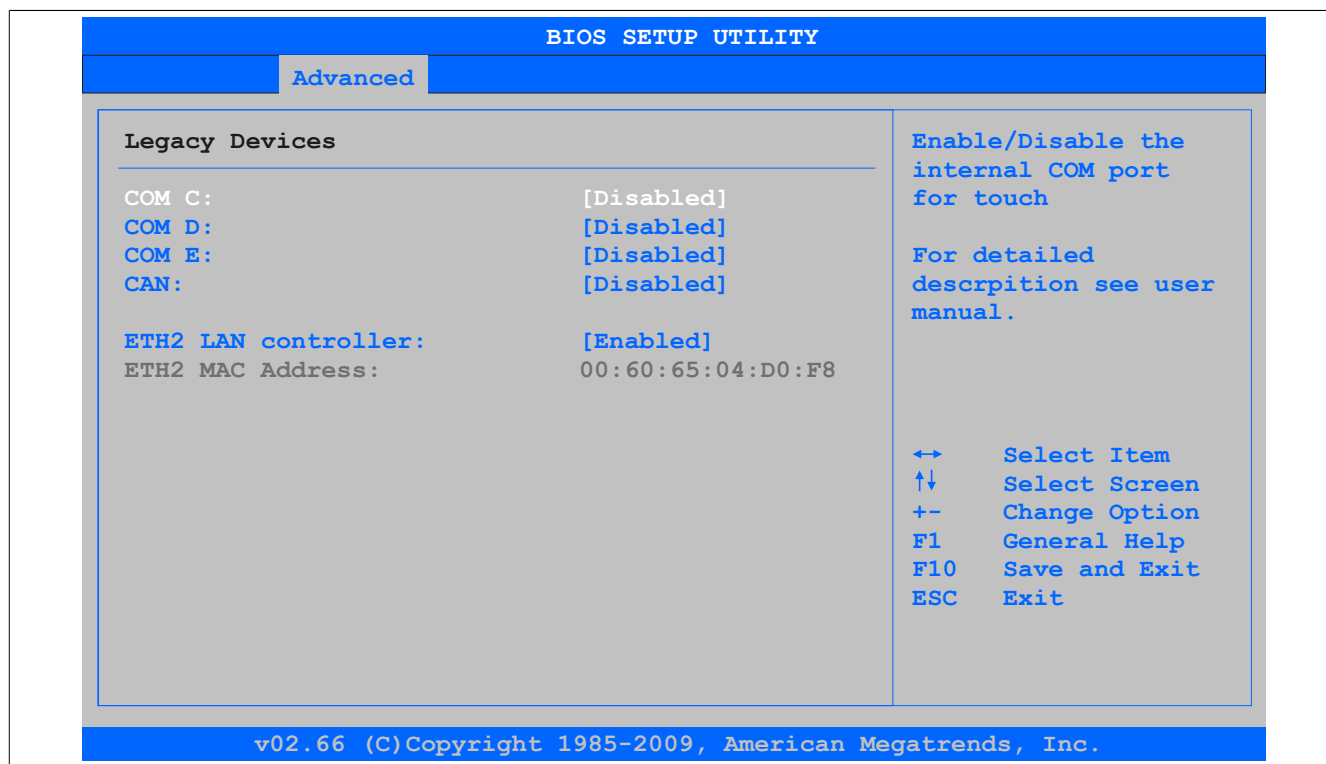 BIOS SETUP UTILITY
Advanced
Legacy Devices
COM C: [Disabled]
COM D: [Disabled]
COM E: [Disabled]
CAN: [Disabled]
ETH2 LAN controller: [Enabled]
ETH2 MAC Address: 00:60:65:04:D0:F8
Enable/Disable the
internal COM port
for touch
For detailed
descrpition see user
manual.
↔ Select Item
↑↓ Select Screen
+- Change Option
F1 General Help
F10 Save and Exit
ESC Exit
v02.66 (C)Copyright 1985-2009, American Megatrends, Inc.